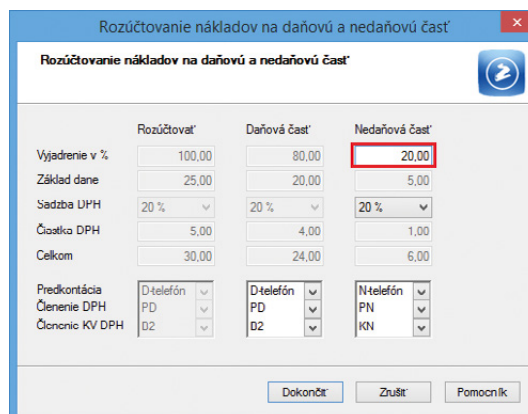 Rozúčtovanie nákladov na daňovú a nedaňovú časť
Rozúčtovanie nákladov na daňovú a nedaňovú časť
Rozúčtovať Daňová časť Nedaňová časť
Vyjadrenie v % 100,00 80,00 20,00
Základ dane 25,00 20,00 5,00
Sadzba DPH 20 % 20 % 20 %
Čiastka DPH 5,00 4,00 1,00
Celkom 30,00 24,00 6,00
Predkontácia D-telefón D-telefón N-telefón
Členenie DPH PD PD PN
Členenie KV DPH B2 B2 KN
Dokončiť Zrušiť Pomocník